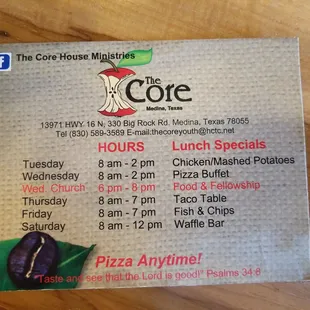 f The Core House Ministries
The
Core
Medina, Texas
13971 HWY. 16 N, 330 Big Rock Rd. Medina, Texas 78055
Tel (830) 589-3589 E-mail:thecoreyouth@hctc.net
HOURS Lunch Specials
Tuesday 8 am - 2 pm Chicken/Mashed Potatoes
Wednesday 8 am - 2 pm Pizza Buffet
Wed. Church 6 pm - 8 pm Food & Fellowship
Thursday 8 am - 7 pm Taco Table
Friday 8 am - 7 pm Fish & Chips
Saturday 8 am - 12 pm Waffle Bar
Pizza Anytime!
"Taste and see that the Lord is good!" Psalms 34:8